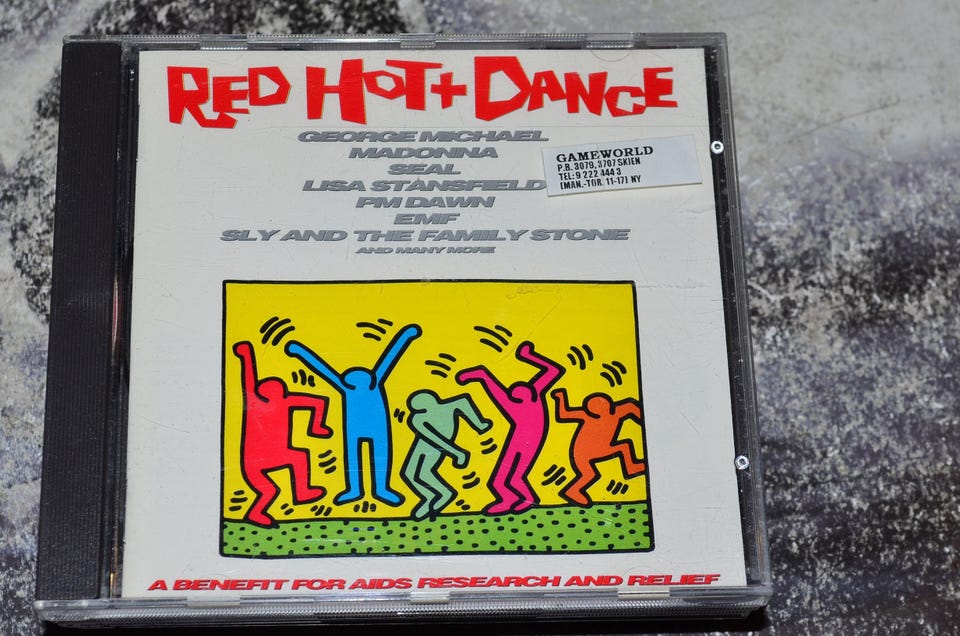 RED HOT + DANCE
GEORGE MICHAEL
MADONNA
SEAL
LISA STANSFIELD
PM DAWN
EMF
SLY AND THE FAMILY STONE
AND MANY MORE
GAMEWORLD
P.B. 3079, 3707 SKIEN
TEL: 9 222 444 3
(MAN.-TOR. 11-17) NY
A BENEFIT FOR AIDS RESEARCH AND RELIEF